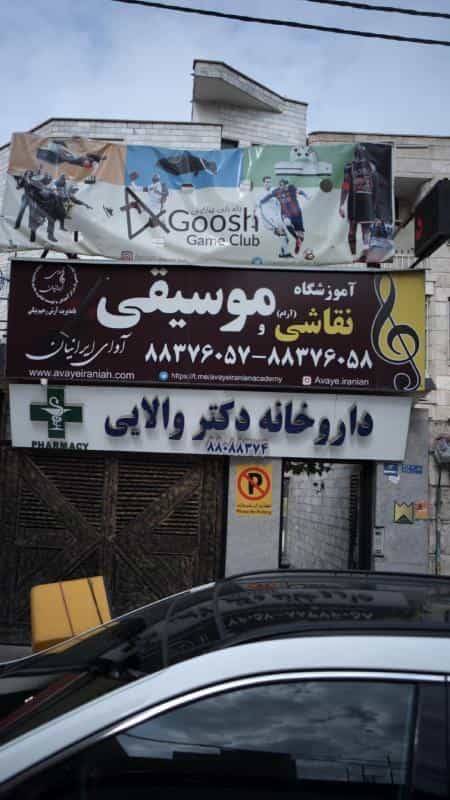 Goosh
Game Club
آموزشگاه
موسیقی
و
نقاشی
(آرام)
آوای ایرانیان
۸۸۳۷۶۰۵۷-۸۸۳۷۶۰۵۸
www.avayeiranian.com
https://t.me/avayeiranianacademy
Avaye.iranian
داروخانه دکتر والایی
PHARMACY
۸۸۰۸۸۳۷۴
P